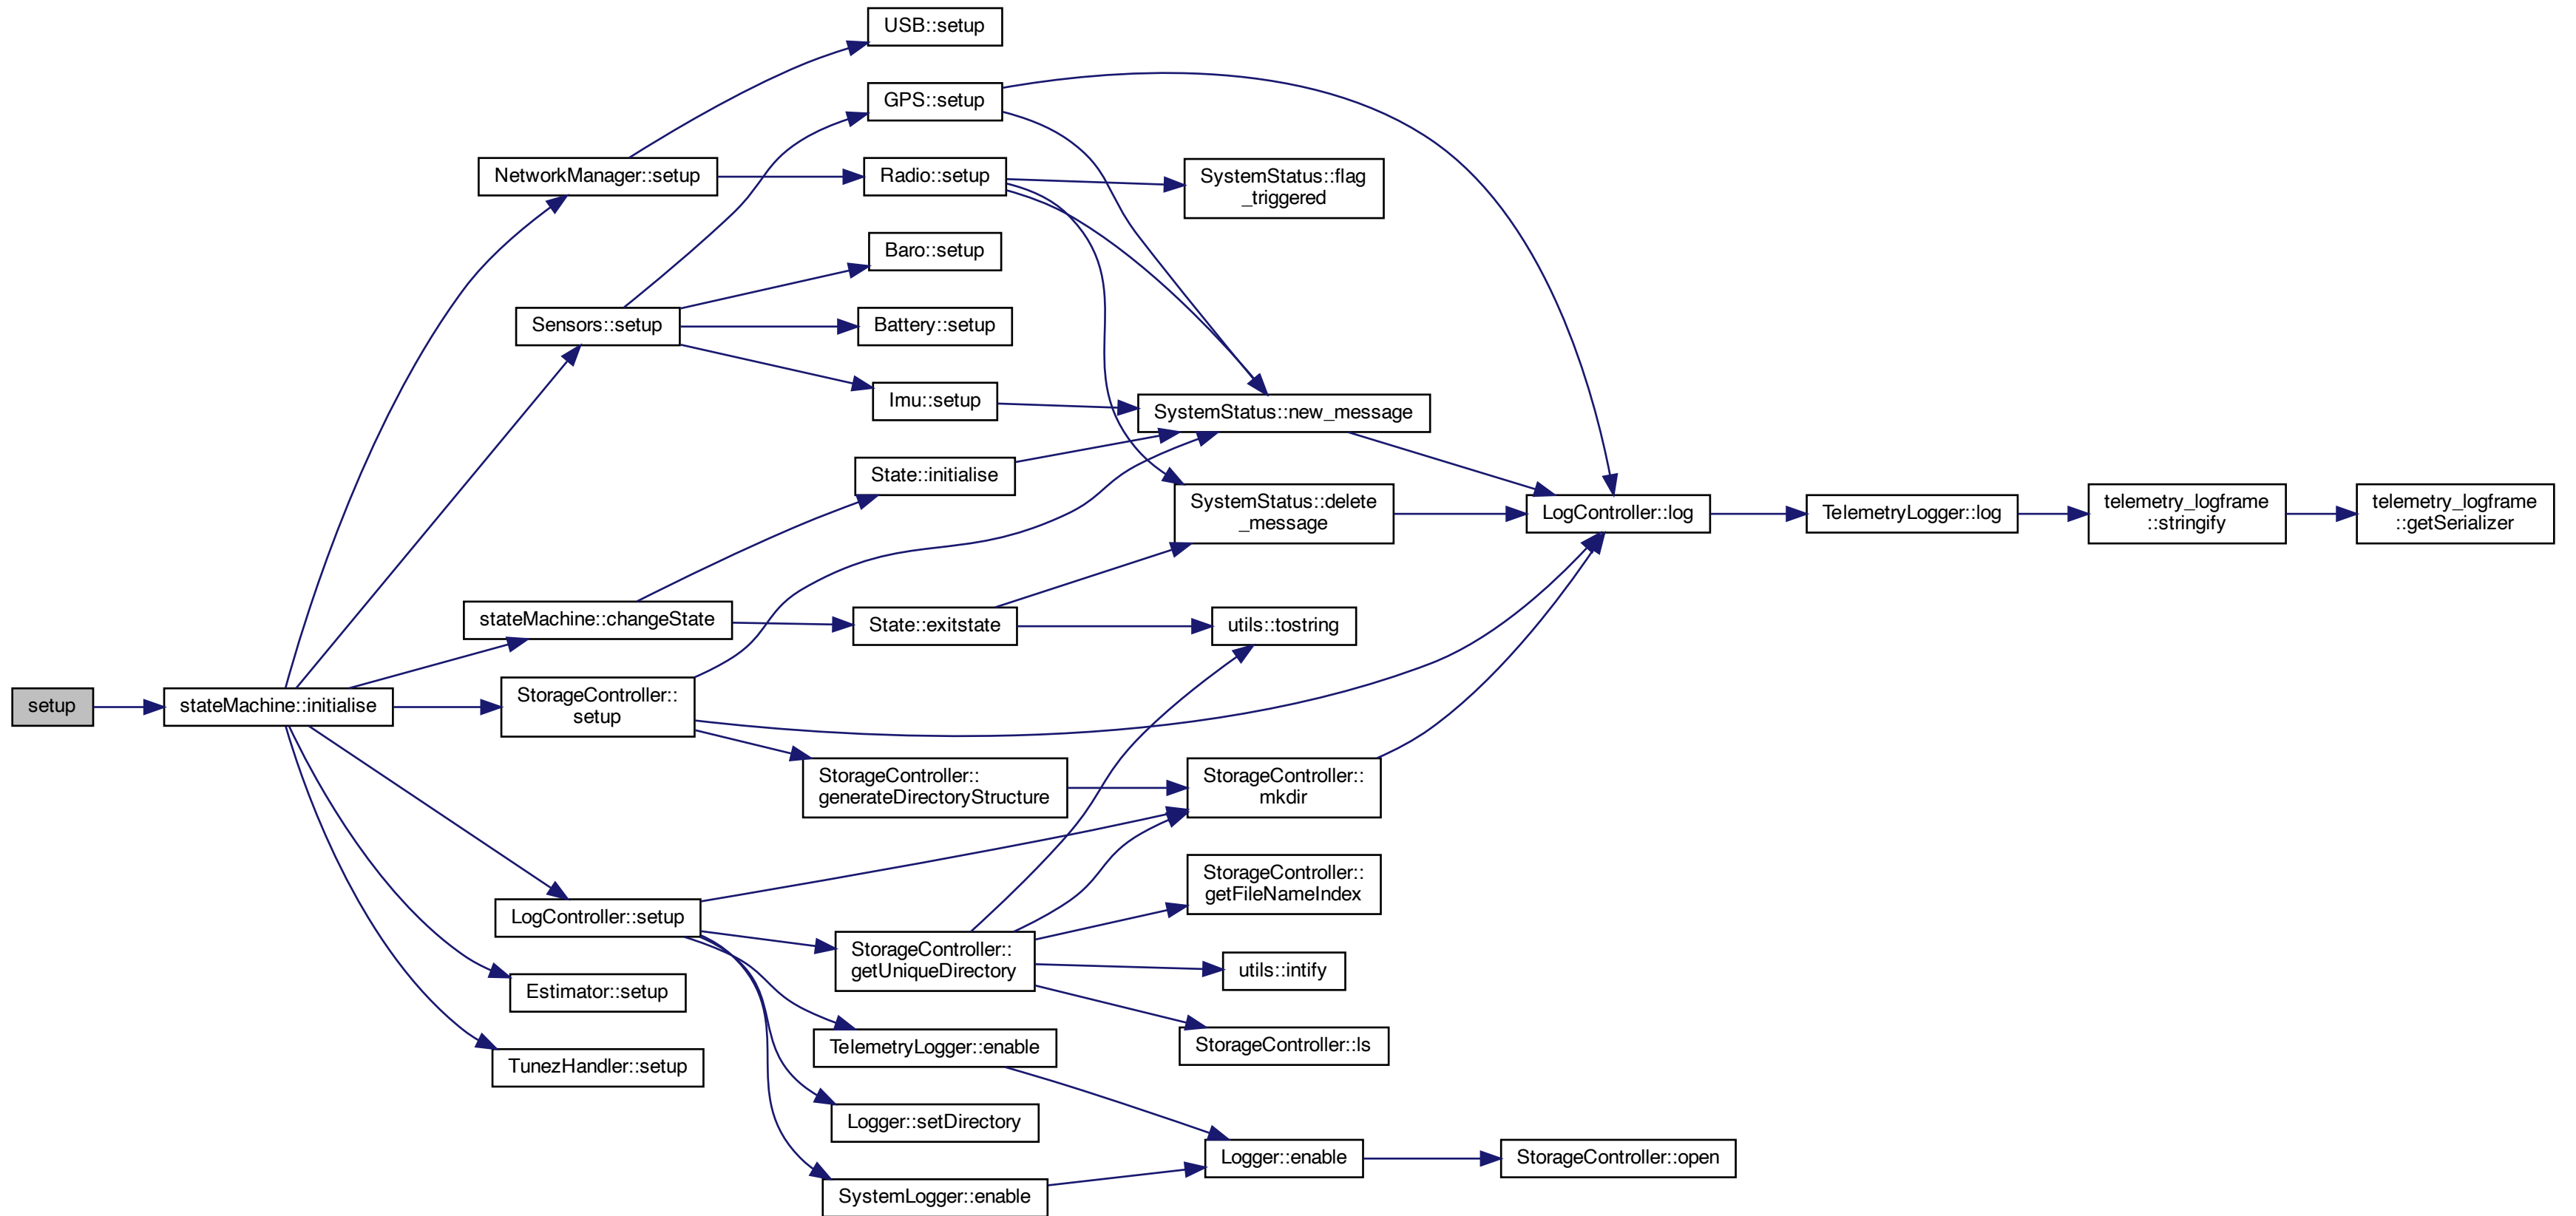 USB::setup
GPS::setup
NetworkManager::setup
Radio::setup
SystemStatus::flag
_triggered
Baro::setup
Sensors::setup
Battery::setup
Imu::setup
SystemStatus::new_message
State::initialise
SystemStatus::delete
_message
LogController::log
TelemetryLogger::log
telemetry_logframe
::stringify
telemetry_logframe
::getSerializer
stateMachine::changeState
State::exitstate
utils::tostring
setup
stateMachine::initialise
StorageController::
setup
StorageController::
generateDirectoryStructure
StorageController::
mkdir
StorageController::
getFileNameIndex
LogController::setup
StorageController::
getUniqueDirectory
utils::intify
Estimator::setup
TelemetryLogger::enable
StorageController::ls
TunezHandler::setup
Logger::setDirectory
Logger::enable
StorageController::open
SystemLogger::enable